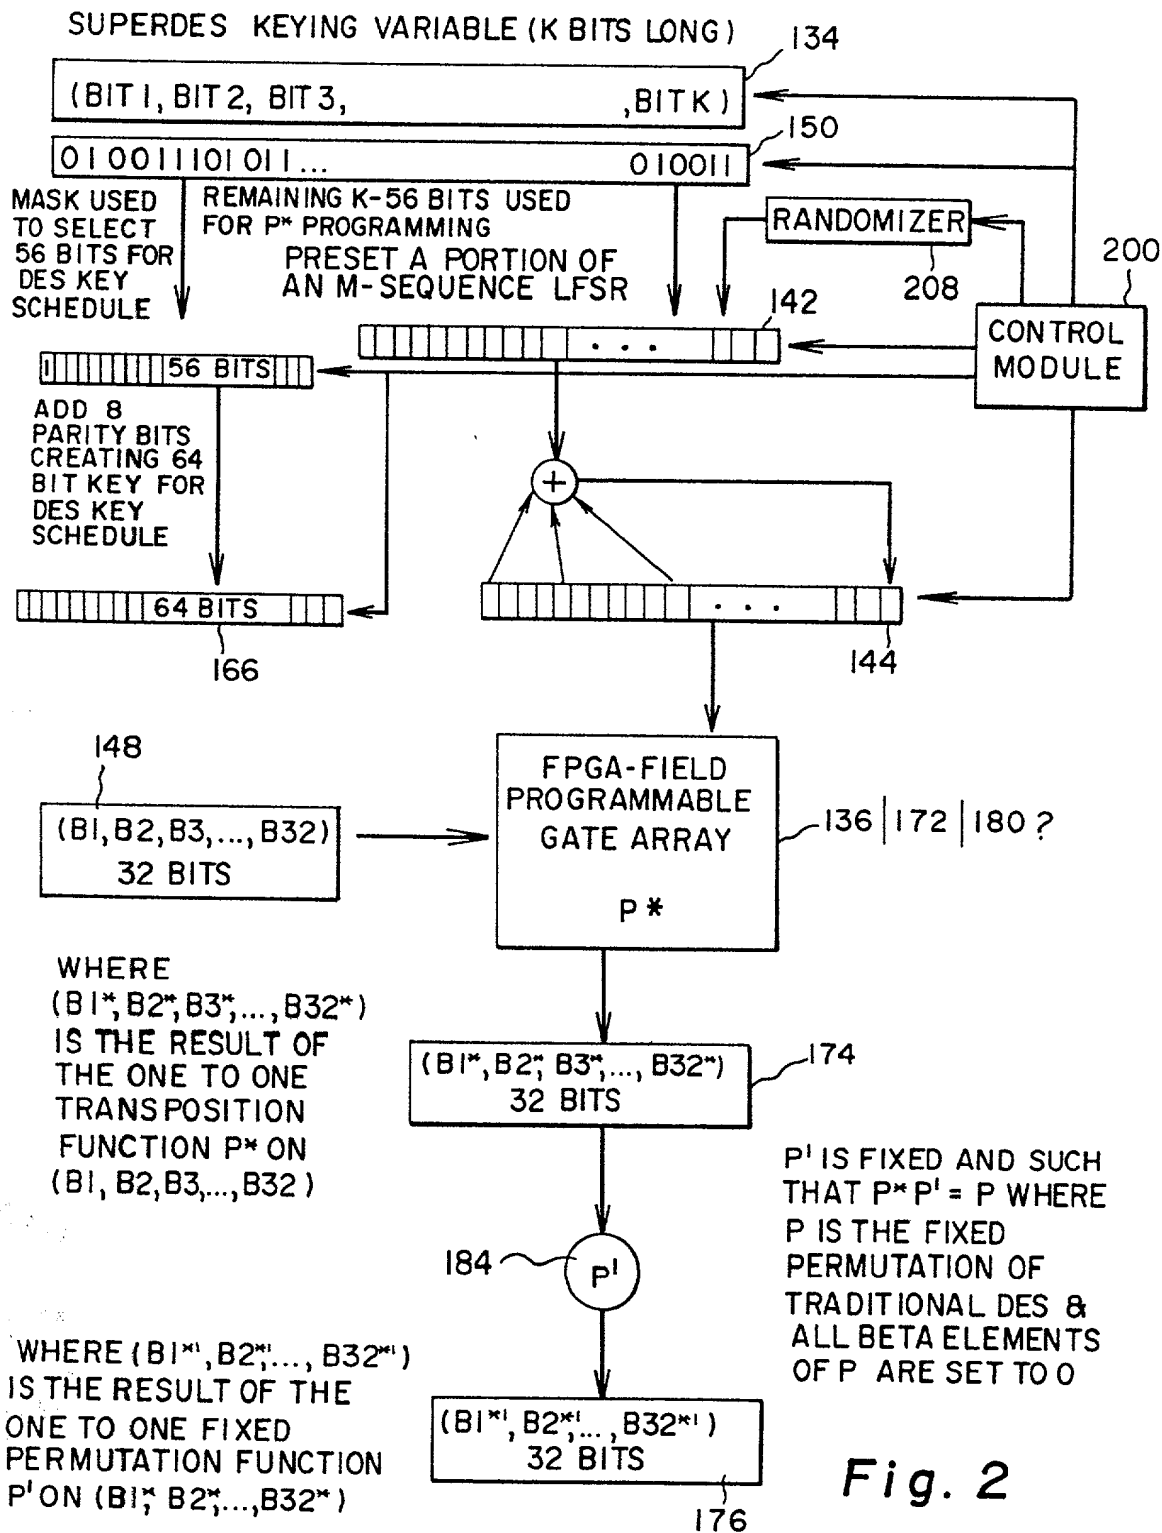 SUPERDES KEYING VARIABLE (K BITS LONG)
134
(BIT 1, BIT 2, BIT 3, ,BIT K)
150
010011101011... 010011
MASK USED
TO SELECT
56 BITS FOR
DES KEY
SCHEDULE
REMAINING K-56 BITS USED
FOR P* PROGRAMMING
PRESET A PORTION OF
AN M-SEQUENCE LFSR
RANDOMIZER
208
200
CONTROL
MODULE
142
. . .
1 56 BITS
ADD 8
PARITY BITS
CREATING 64
BIT KEY FOR
DES KEY
SCHEDULE
+
64 BITS
166
. . .
144
148
(B1, B2, B3, ..., B32)
32 BITS
FPGA-FIELD
PROGRAMMABLE
GATE ARRAY
P*
136 | 172 | 180 ?
WHERE
(B1*, B2*, B3*, ..., B32*)
IS THE RESULT OF
THE ONE TO ONE
TRANSPOSITION
FUNCTION P* ON
(B1, B2, B3, ..., B32)
(B1*, B2*, B3*, ..., B32*)
32 BITS
174
184
P'
P' IS FIXED AND SUCH
THAT P* P' = P WHERE
P IS THE FIXED
PERMUTATION OF
TRADITIONAL DES &
ALL BETA ELEMENTS
OF P ARE SET TO 0
WHERE (B1*', B2*', ..., B32*')
IS THE RESULT OF THE
ONE TO ONE FIXED
PERMUTATION FUNCTION
P' ON (B1*, B2*, ..., B32*)
(B1*', B2*', ..., B32*')
32 BITS
176
Fig. 2